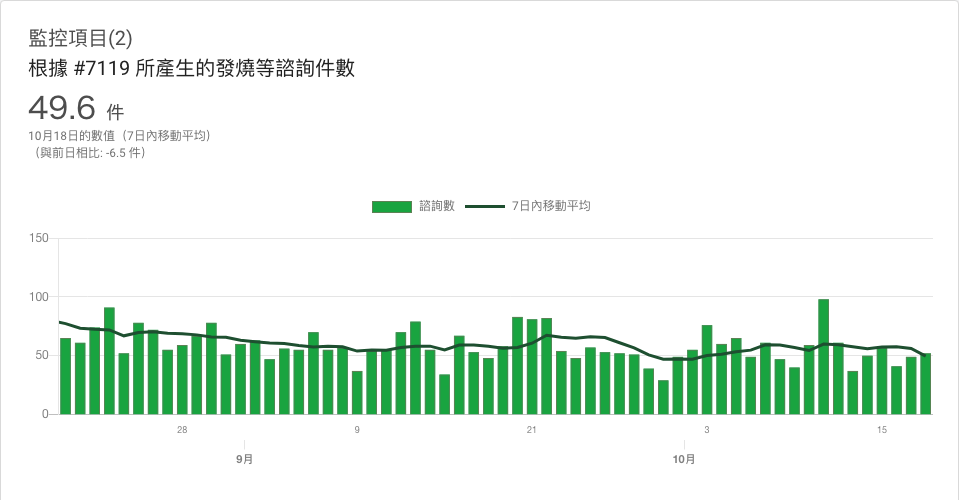 監控項目(2)
根據 #7119 所產生的發燒等諮詢件數
49.6 件
10月18日的數值（7日內移動平均）
（與前日相比: -6.5 件）
諮詢數 7日內移動平均
150
100
50
0
28 9 21 3 15
9月 10月